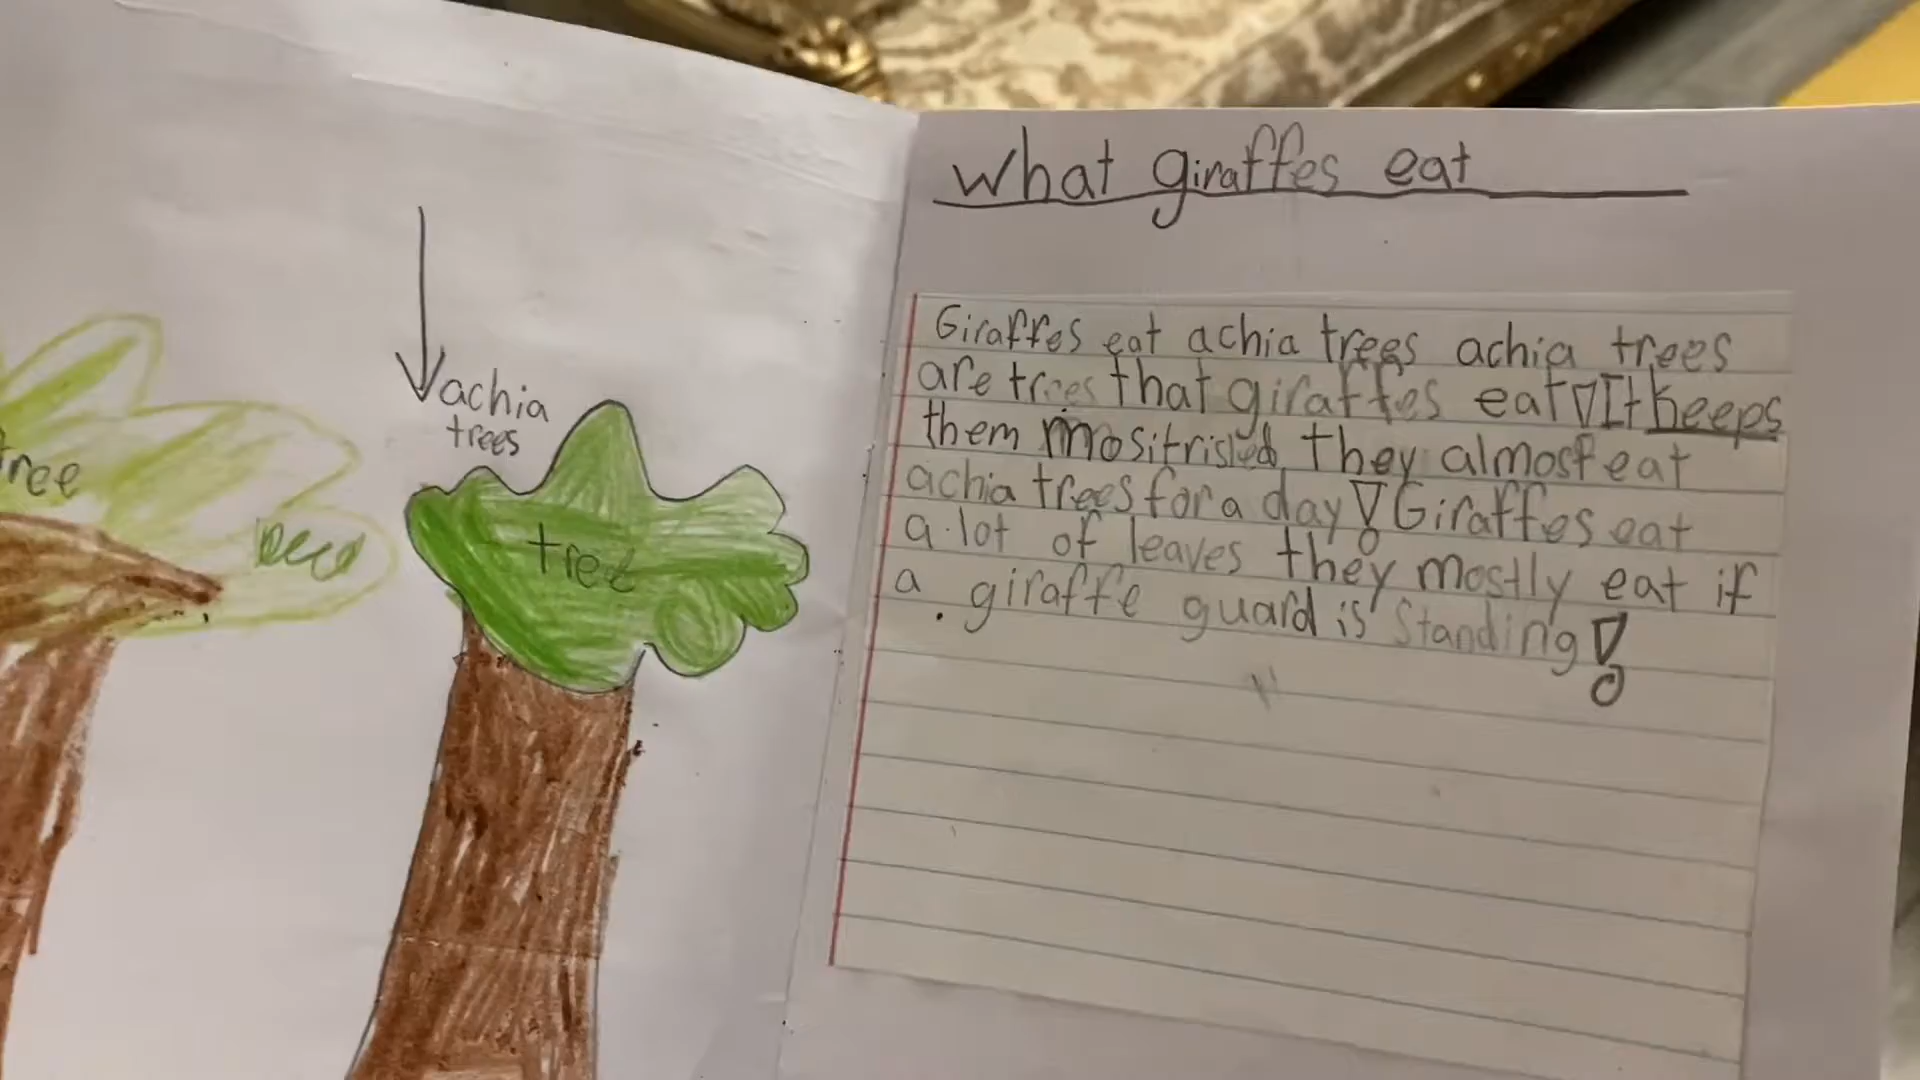 tree
achia
trees
tree
What giraffes eat
Giraffes eat achia trees achia trees
are trees that giraffes eat! It keeps
them mositrisied they almost eat
achia trees for a day! Giraffes eat
a lot of leaves they mostly eat if
a giraffe guard is standing!